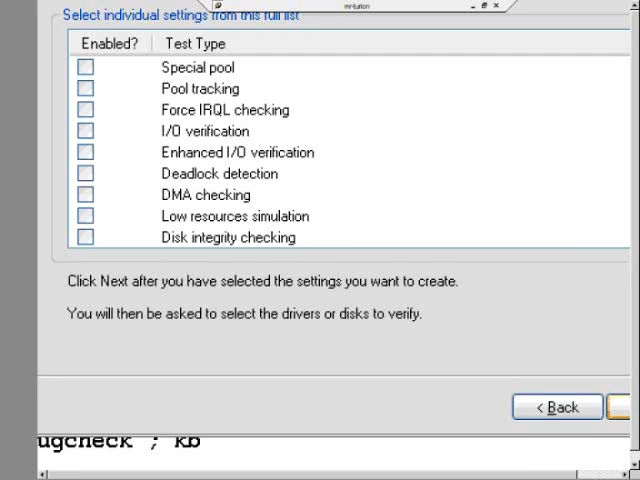 Select individual settings from this full list
Enabled?
Test Type
Special pool
Pool tracking
Force IRQL checking
I/O verification
Enhanced I/O verification
Deadlock detection
DMA checking
Low resources simulation
Disk integrity checking
Click Next after you have selected the settings you want to create.
You will then be asked to select the drivers or disks to verify.
< Back
ugcheck ; kb